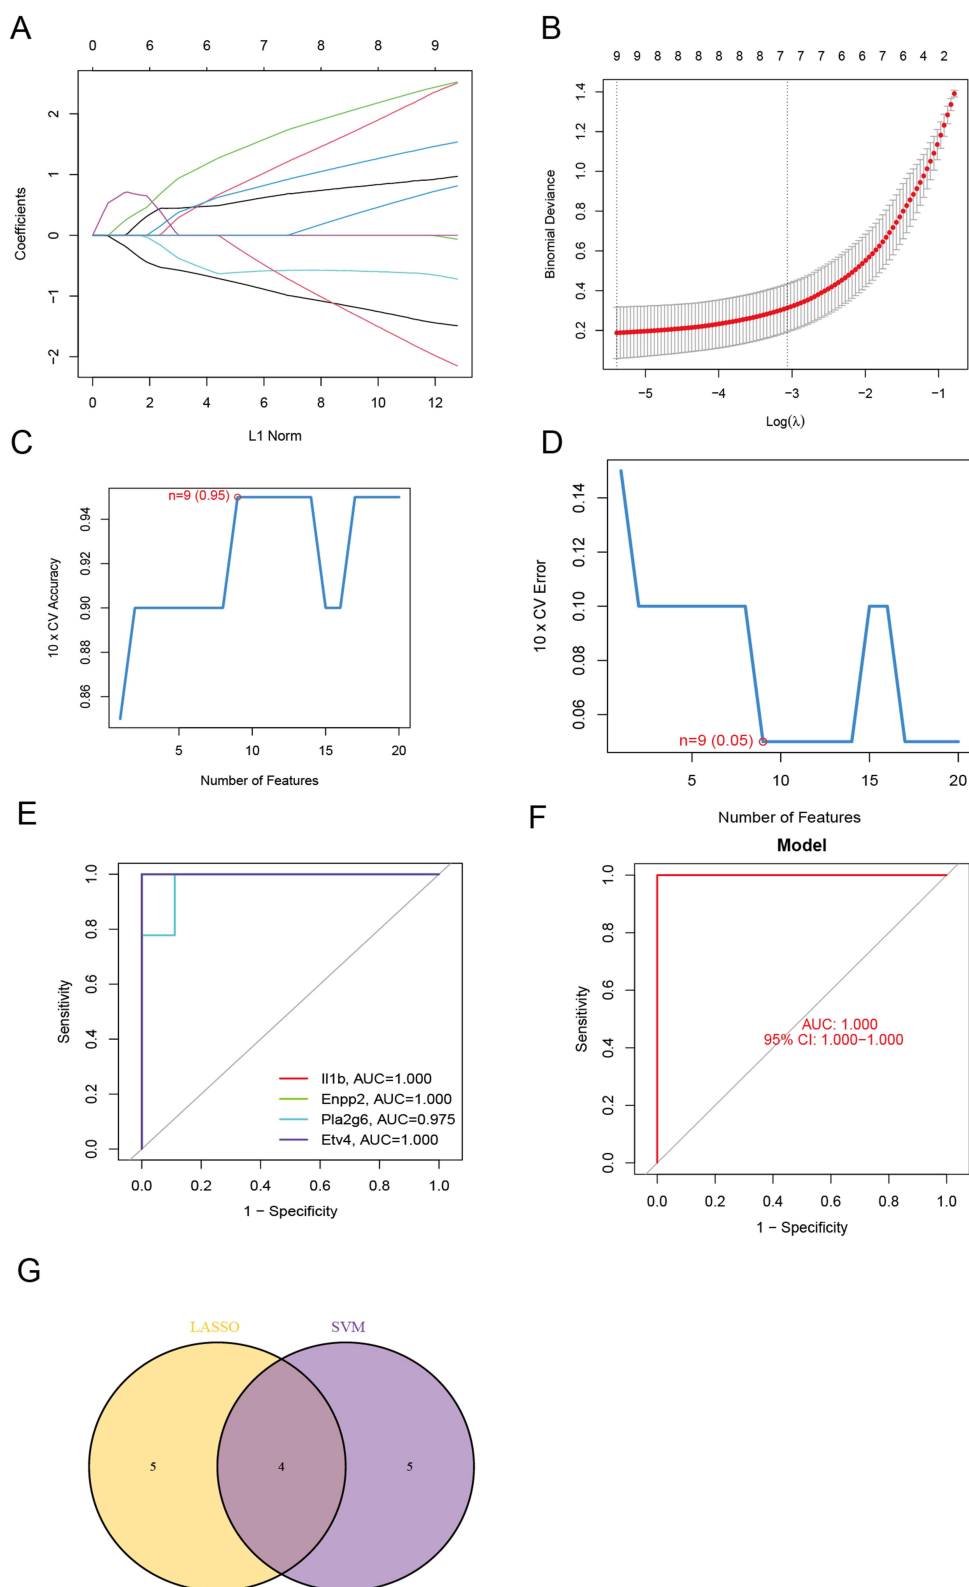 A
0 6 6 7 8 8 9
2
1
0
−1
−2
Coefficients
0 2 4 6 8 10 12
L1 Norm
B
9 9 8 8 8 8 8 8 7 7 7 6 6 7 6 4 2
1.4
1.2
1.0
0.8
0.6
0.4
0.2
Binomial Deviance
−5 −4 −3 −2 −1
Log(λ)
C
n=9 (0.95)
0.94
0.92
0.90
0.88
0.86
10 x CV Accuracy
5 10 15 20
Number of Features
D
0.14
0.12
0.10
0.08
0.06
10 x CV Error
n=9 (0.05)
5 10 15 20
Number of Features
E
1.0
0.8
0.6
0.4
0.2
0.0
Sensitivity
Il1b, AUC=1.000
Enpp2, AUC=1.000
Pla2g6, AUC=0.975
Etv4, AUC=1.000
0.0 0.2 0.4 0.6 0.8 1.0
1 − Specificity
F
Model
1.0
0.8
0.6
0.4
0.2
0.0
Sensitivity
AUC: 1.000
95% CI: 1.000−1.000
0.0 0.2 0.4 0.6 0.8 1.0
1 − Specificity
G
LASSO SVM
5 4 5